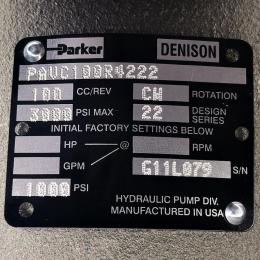 Parker DENISON
PAVC100R4222
100 CC/REV CW ROTATION
3000 PSI MAX 22 DESIGN SERIES
INITIAL FACTORY SETTINGS BELOW
HP @ RPM
GPM G11L079 S/N
1000 PSI
HYDRAULIC PUMP DIV.
MANUFACTURED IN USA